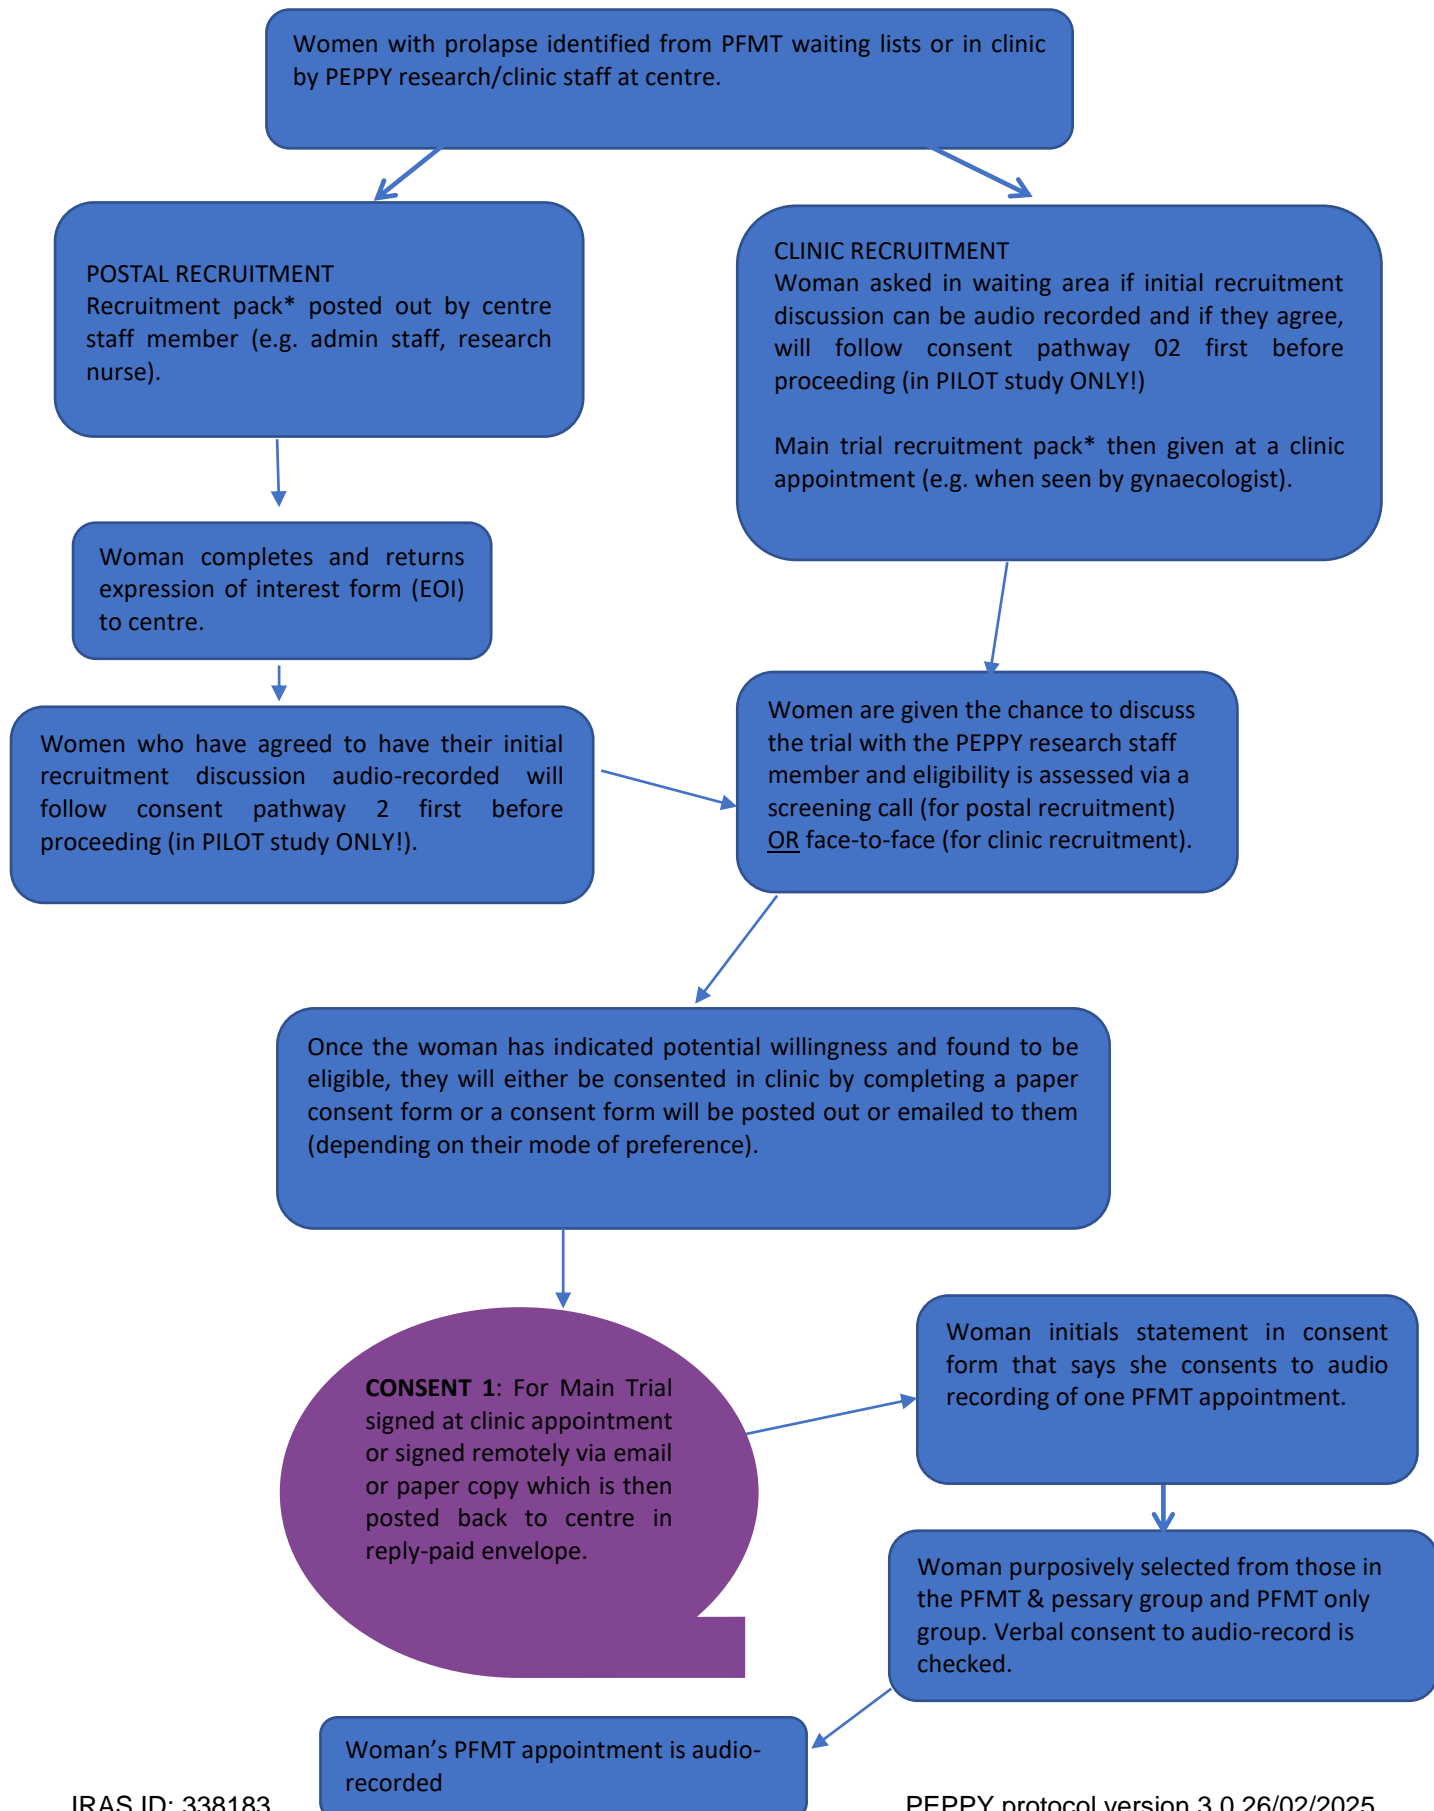 Women with prolapse identified from PFMT waiting lists or in clinic
by PEPPY research/clinic staff at centre.
POSTAL RECRUITMENT
Recruitment pack* posted out by centre
staff member (e.g. admin staff, research
nurse).
CLINIC RECRUITMENT
Woman asked in waiting area if initial recruitment
discussion can be audio recorded and if they agree,
will follow consent pathway 02 first before
proceeding (in PILOT study ONLY!)
Main trial recruitment pack* then given at a clinic
appointment (e.g. when seen by gynaecologist).
Woman completes and returns
expression of interest form (EOI)
to centre.
Women who have agreed to have their initial
recruitment discussion audio-recorded will
follow consent pathway 2 first before
proceeding (in PILOT study ONLY!).
Women are given the chance to discuss
the trial with the PEPPY research staff
member and eligibility is assessed via a
screening call (for postal recruitment)
OR face-to-face (for clinic recruitment).
Once the woman has indicated potential willingness and found to be
eligible, they will either be consented in clinic by completing a paper
consent form or a consent form will be posted out or emailed to them
(depending on their mode of preference).
CONSENT 1: For Main Trial
signed at clinic appointment
or signed remotely via email
or paper copy which is then
posted back to centre in
reply-paid envelope.
Woman initials statement in consent
form that says she consents to audio
recording of one PFMT appointment.
Woman purposively selected from those in
the PFMT & pessary group and PFMT only
group. Verbal consent to audio-record is
checked.
Woman's PFMT appointment is audio-
recorded
IRAS ID: 338183
PEPPY protocol version 3.0 26/02/2025